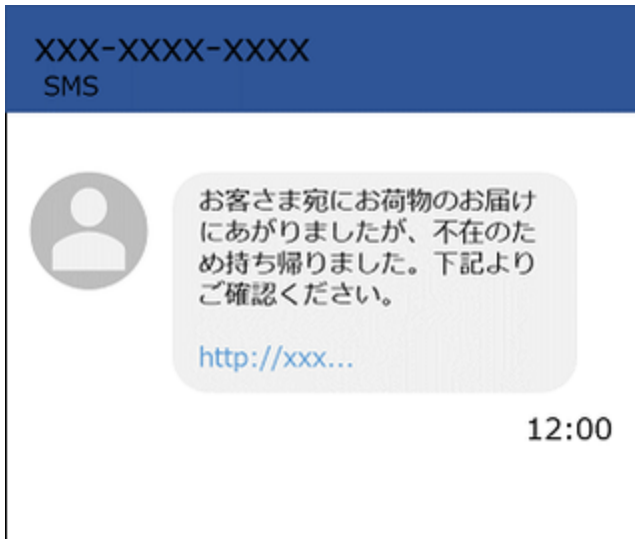 XXX-XXXX-XXXX
SMS
お客さま宛にお荷物のお届け
にあがりましたが、不在のた
め持ち帰りました。下記より
ご確認ください。
http://xxx...
12:00